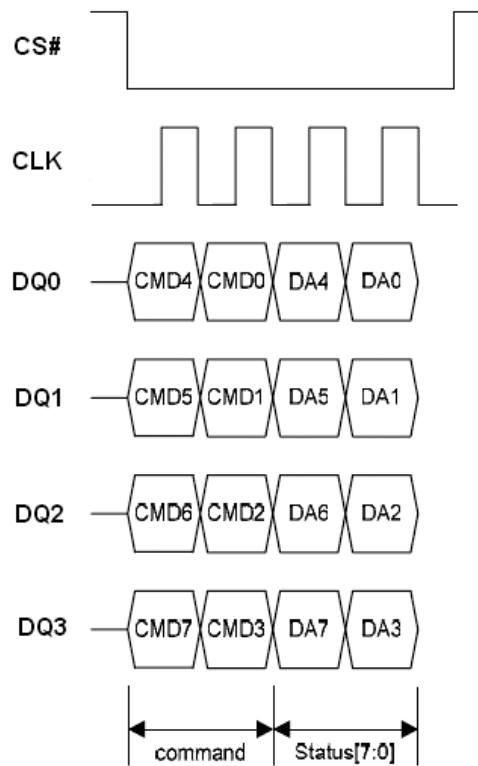 CS#
CLK
DQ0 CMD4 CMD0 DA4 DA0
DQ1 CMD5 CMD1 DA5 DA1
DQ2 CMD6 CMD2 DA6 DA2
DQ3 CMD7 CMD3 DA7 DA3
command Status[7:0]